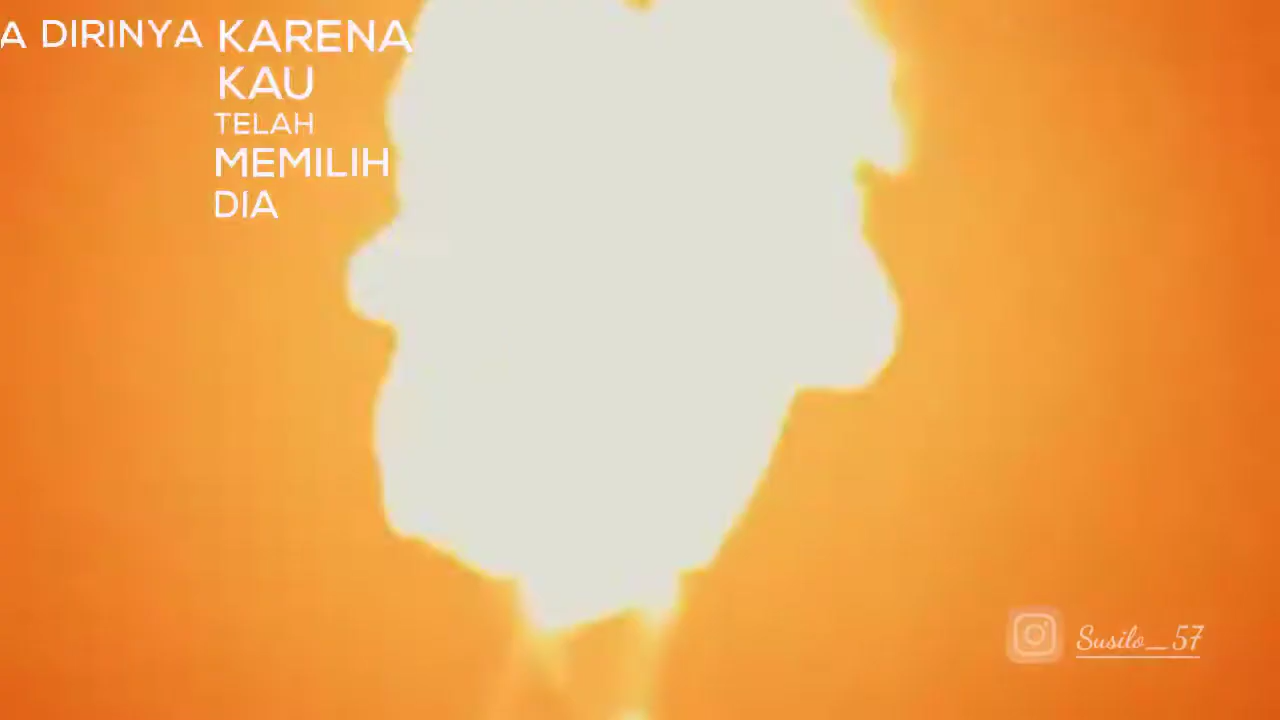 A DIRINYA KARENA
KAU
TELAH
MEMILIH
DIA
Susilo_57